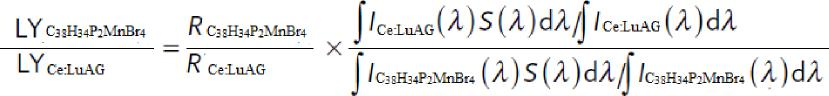 LY C38H34P2MnBr4 / LY Ce:LuAG = R C38H34P2MnBr4 / R Ce:LuAG × ∫I Ce:LuAG(λ)S(λ)dλ/∫I Ce:LuAG(λ)dλ / ∫I C38H34P2MnBr4(λ)S(λ)dλ/∫I C38H34P2MnBr4(λ)dλ